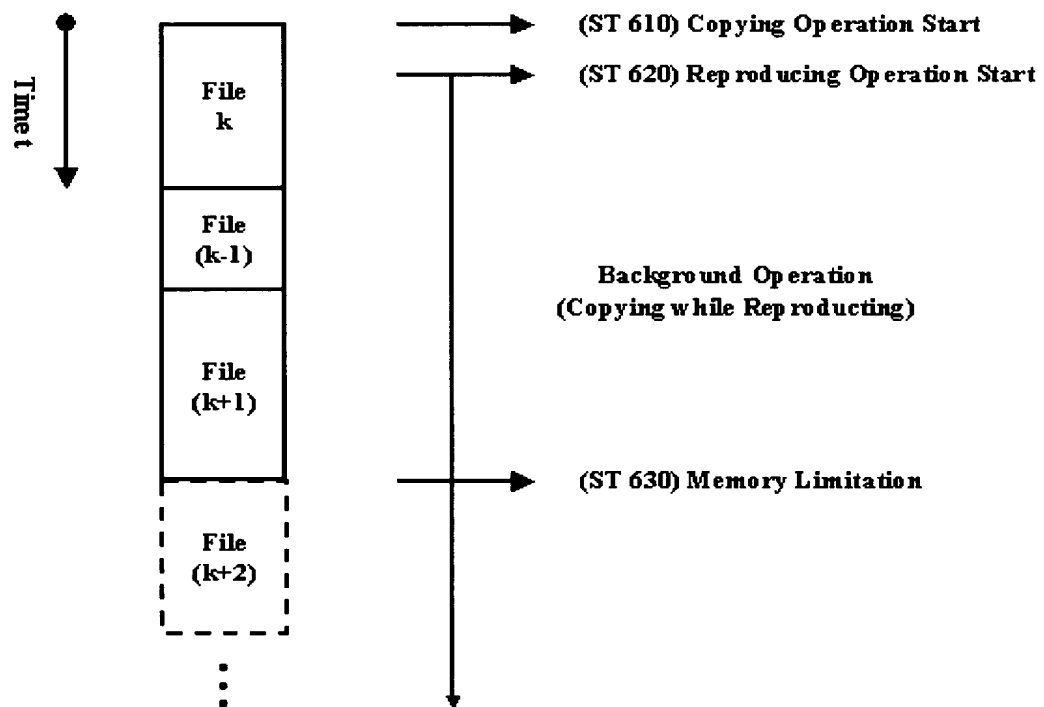 (ST 610) Copying Operation Start
(ST 620) Reproducing Operation Start
Time t
File
k
File
(k-1)
Background Operation
(Copying while Reproducting)
File
(k+1)
(ST 630) Memory Limitation
File
(k+2)